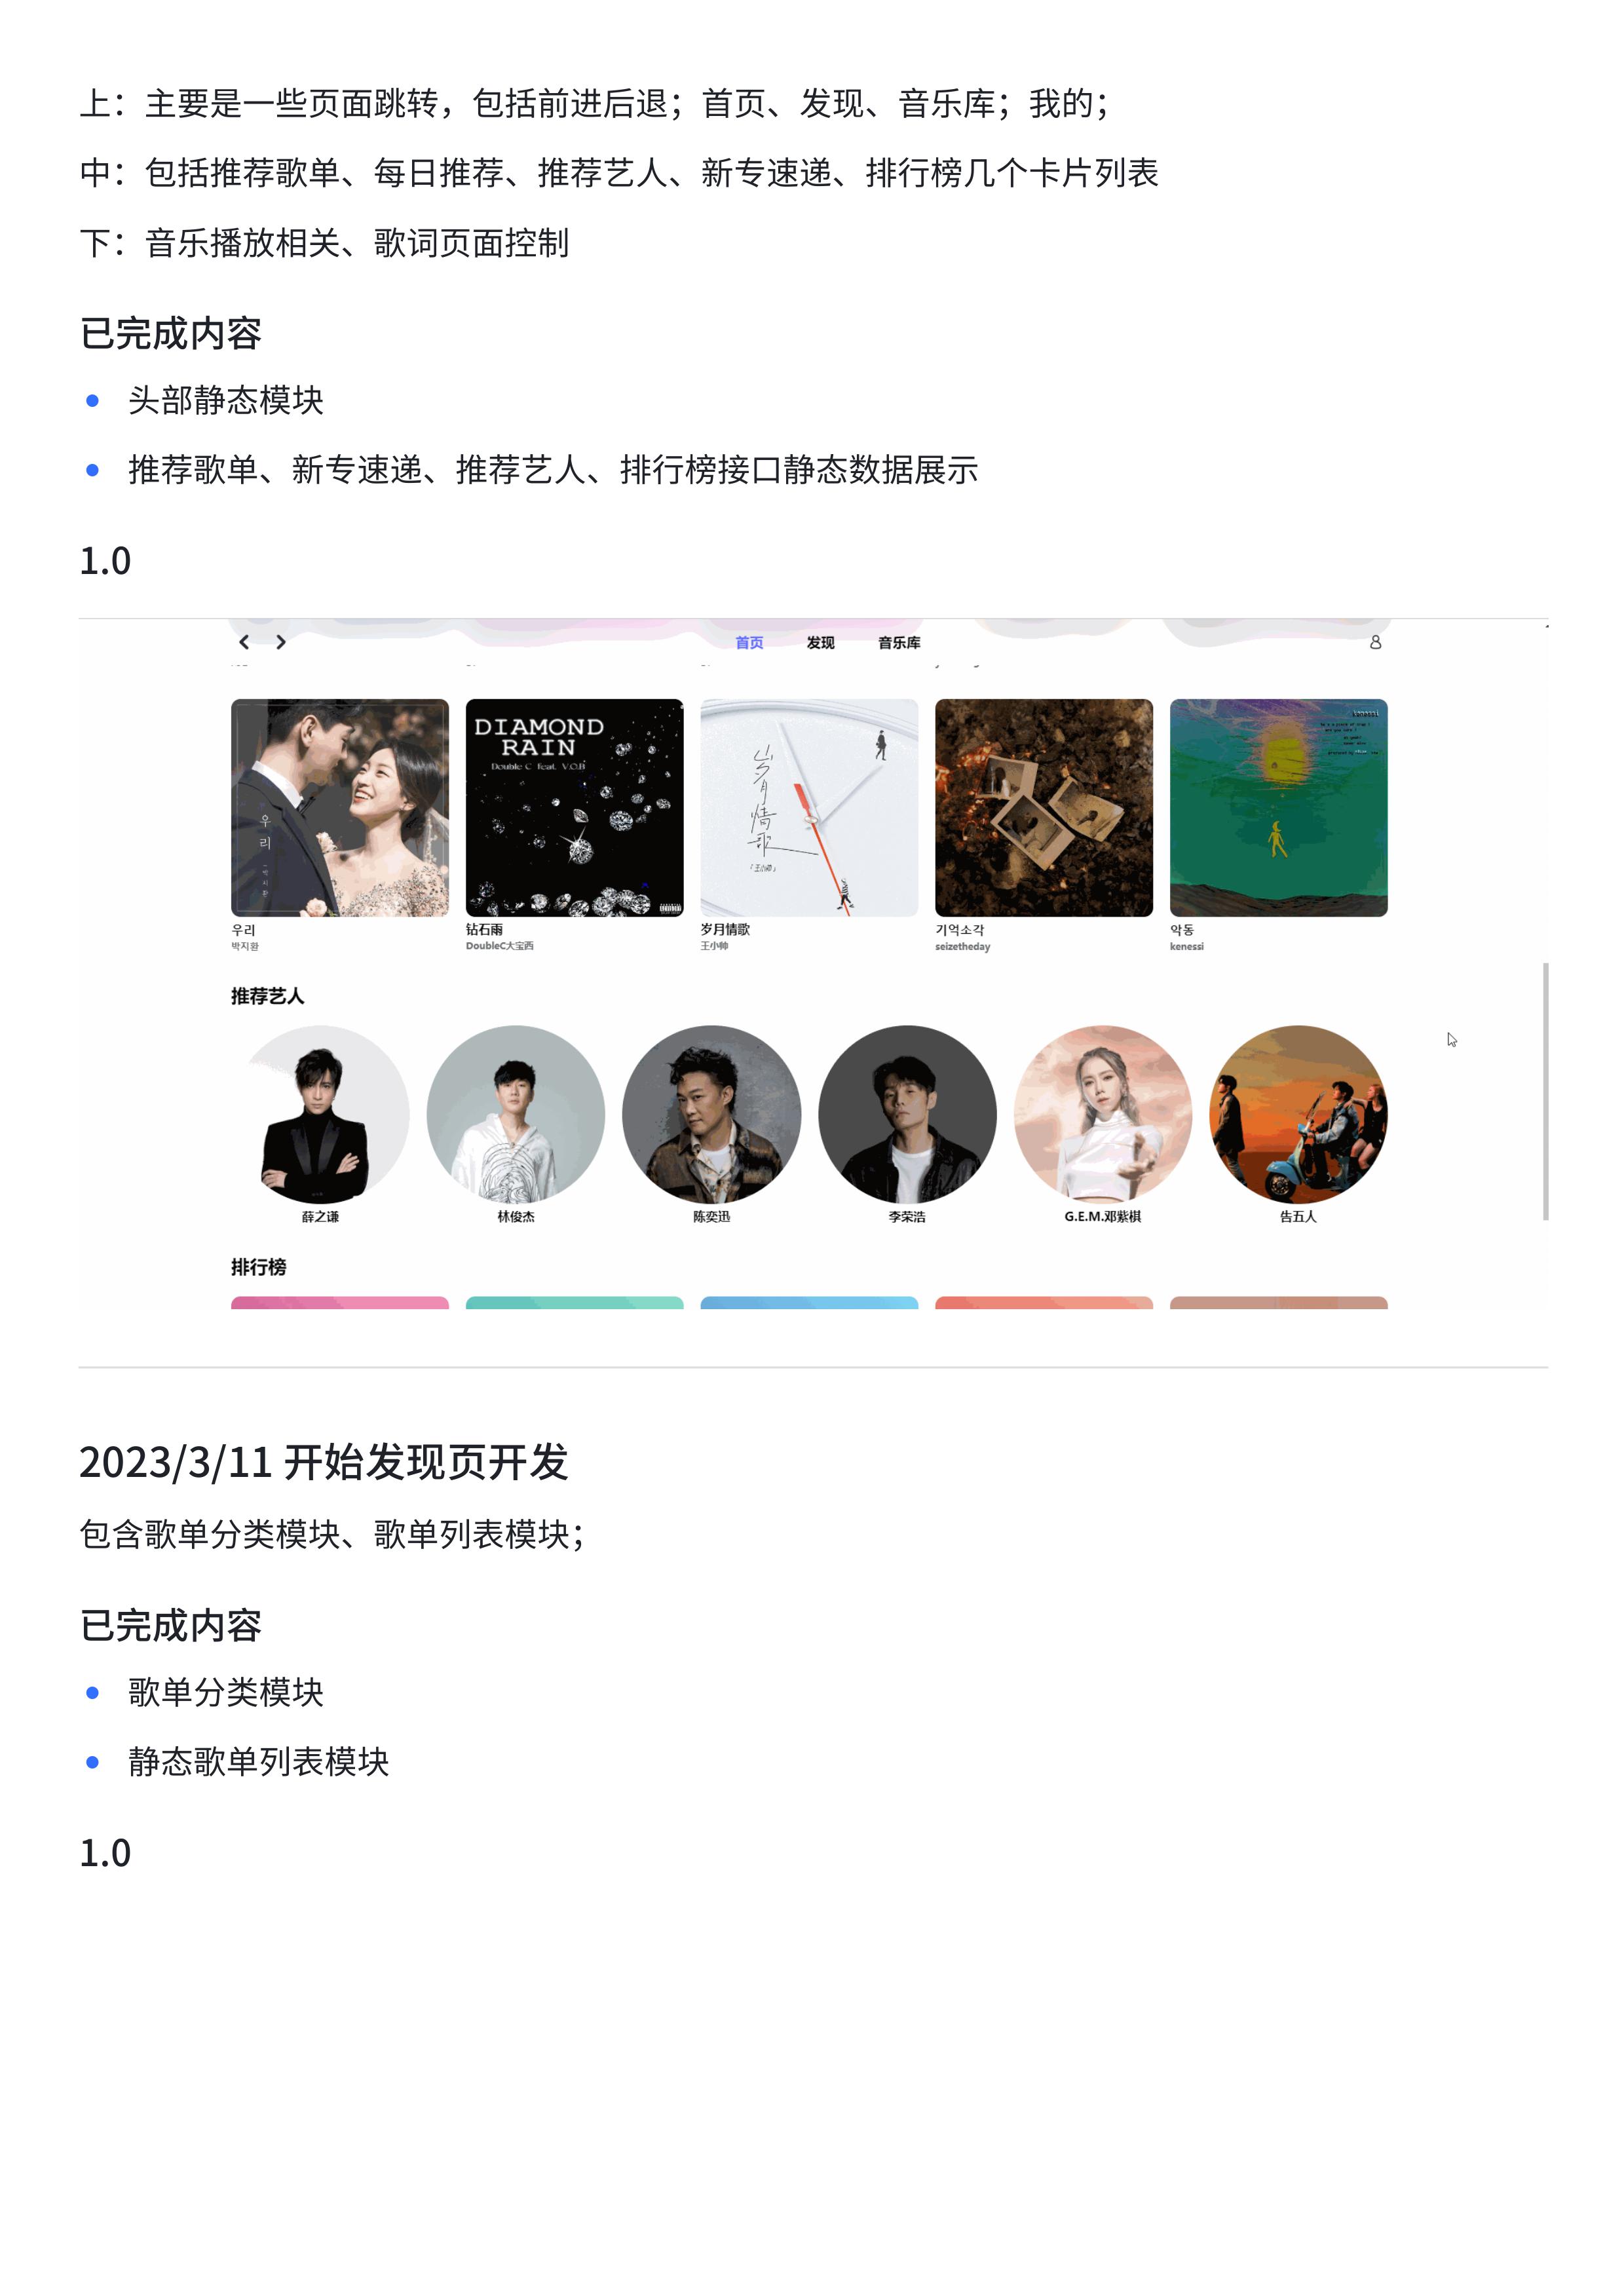 上：主要是一些页面跳转，包括前进后退；首页、发现、音乐库；我的；
中：包括推荐歌单、每日推荐、推荐艺人、新专速递、排行榜几个卡片列表
下：音乐播放相关、歌词页面控制
已完成内容
头部静态模块
推荐歌单、新专速递、推荐艺人、排行榜接口静态数据展示
1.0
首页 发现 音乐库
우리
DIAMOND
RAIN
Double C feat. V.O.B
岁月情歌
kenessi
우리 钻石雨 岁月情歌 기억소각 악동
박지환 DoubleC大宝西 王小帅 seizetheday kenessi
推荐艺人
薛之谦 林俊杰 陈奕迅 李荣浩 G.E.M.邓紫棋 告五人
排行榜
2023/3/11 开始发现页开发
包含歌单分类模块、歌单列表模块；
已完成内容
歌单分类模块
静态歌单列表模块
1.0